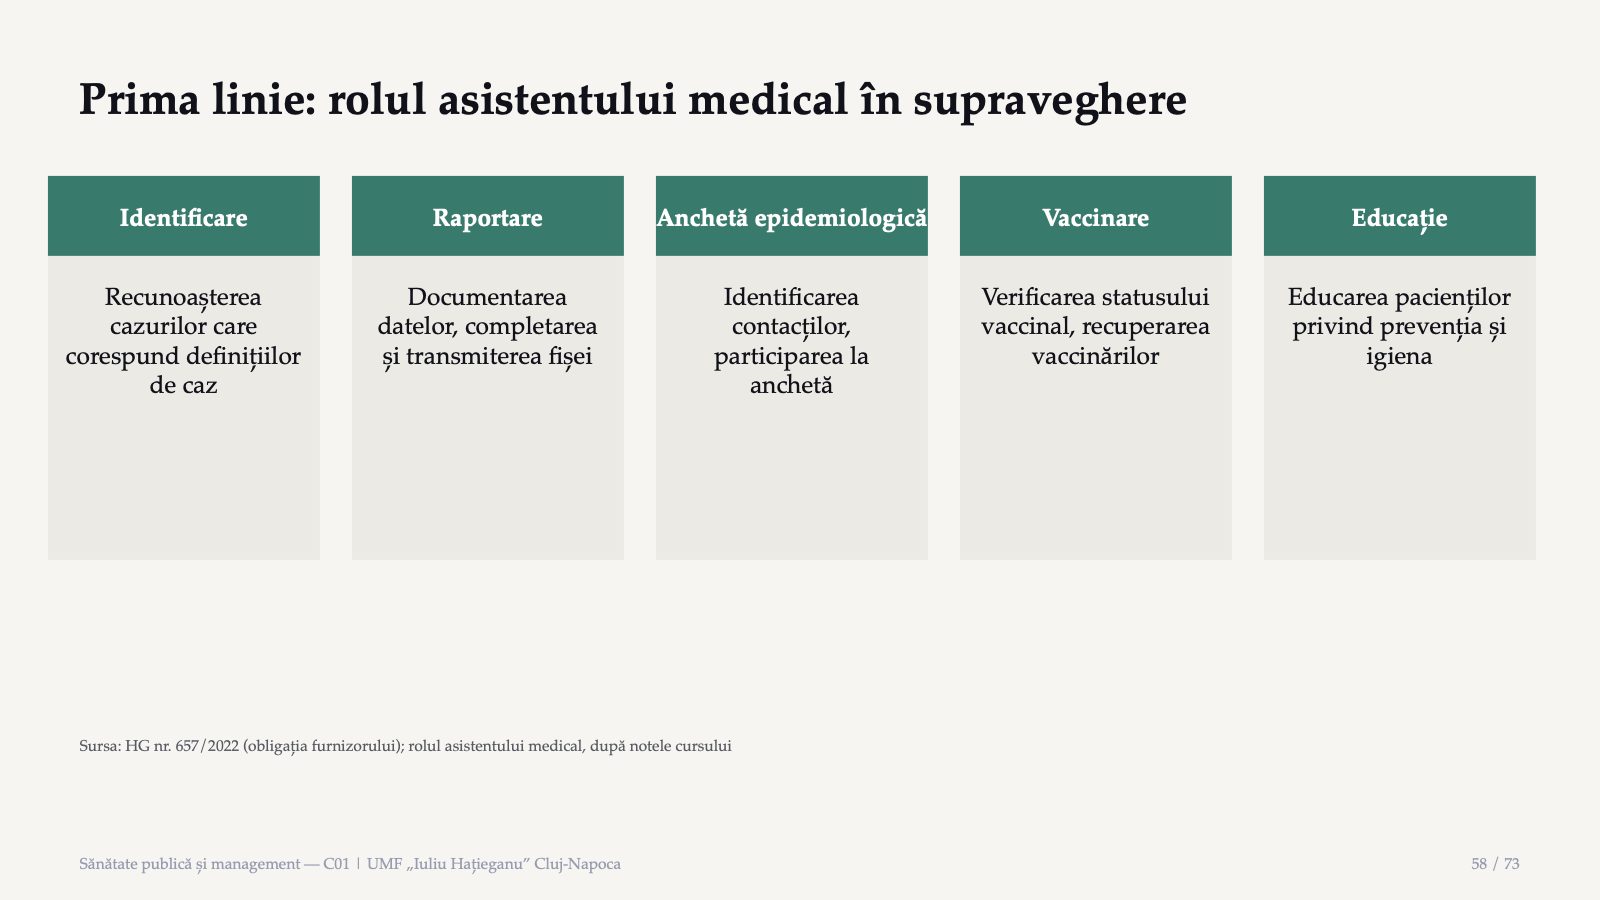 Prima linie: rolul asistentului medical în supraveghere
Identificare
Recunoașterea
cazurilor care
corespund definițiilor
de caz
Raportare
Documentarea
datelor, completarea
și transmiterea fișei
Anchetă epidemiologică
Identificarea
contacților,
participarea la
anchetă
Vaccinare
Verificarea statusului
vaccinal, recuperarea
vaccinărilor
Educație
Educarea pacienților
privind prevenția și
igiena
Sursa: HG nr. 657/2022 (obligația furnizorului); rolul asistentului medical, după notele cursului
Sănătate publică și management — C01 | UMF „Iuliu Hațieganu” Cluj-Napoca
58 / 73